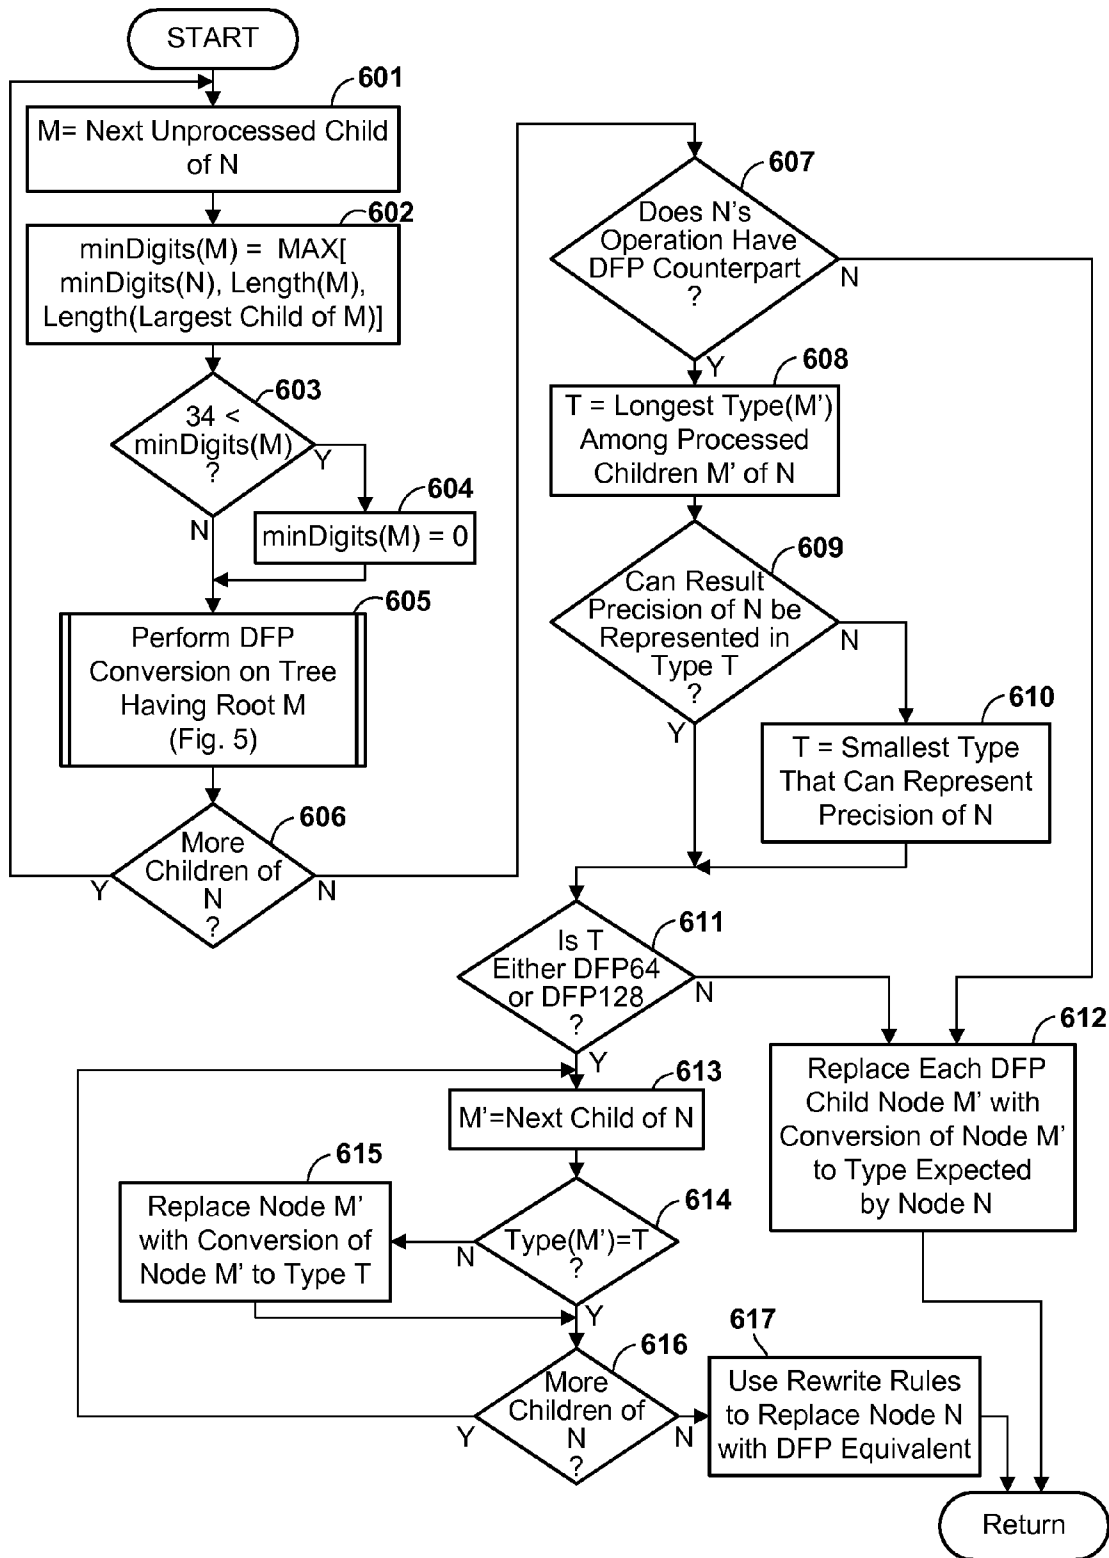 START
601
M= Next Unprocessed Child
of N
602
minDigits(M) = MAX[
minDigits(N), Length(M),
Length(Largest Child of M)]
603
34 <
minDigits(M)
?
Y
N
604
minDigits(M) = 0
605
Perform DFP
Conversion on Tree
Having Root M
(Fig. 5)
606
More
Children of
N
?
Y
N
607
Does N's
Operation Have
DFP Counterpart
?
N
Y
608
T = Longest Type(M')
Among Processed
Children M' of N
609
Can Result
Precision of N be
Represented in
Type T
?
N
Y
610
T = Smallest Type
That Can Represent
Precision of N
611
Is T
Either DFP64
or DFP128
?
N
Y
612
Replace Each DFP
Child Node M' with
Conversion of Node M'
to Type Expected
by Node N
613
M'=Next Child of N
614
Type(M')=T
?
N
Y
615
Replace Node M'
with Conversion of
Node M' to Type T
616
More
Children of
N
?
Y
N
617
Use Rewrite Rules
to Replace Node N
with DFP Equivalent
Return